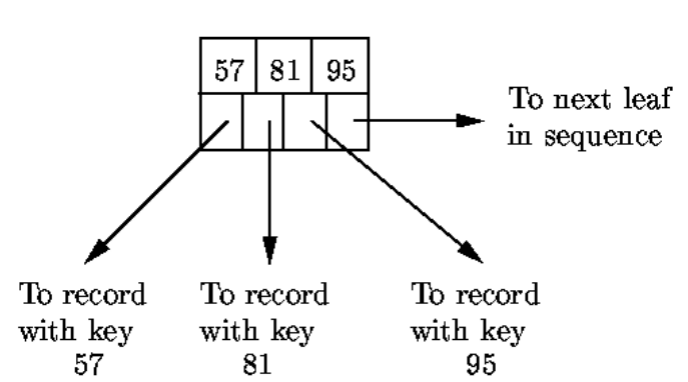 57 81 95
To next leaf
in sequence
To record
with key
57
To record
with key
81
To record
with key
95